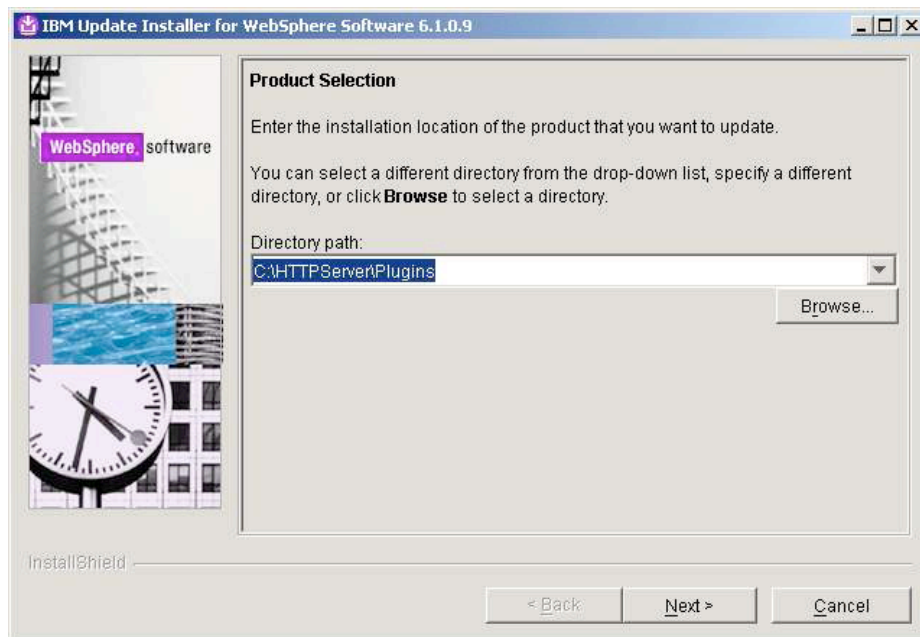 IBM Update Installer for WebSphere Software 6.1.0.9
WebSphere. software
Product Selection
Enter the installation location of the product that you want to update.
You can select a different directory from the drop-down list, specify a different
directory, or click Browse to select a directory.
Directory path:
C:\HTTPServer\Plugins
Browse...
InstallShield
< Back
Next >
Cancel